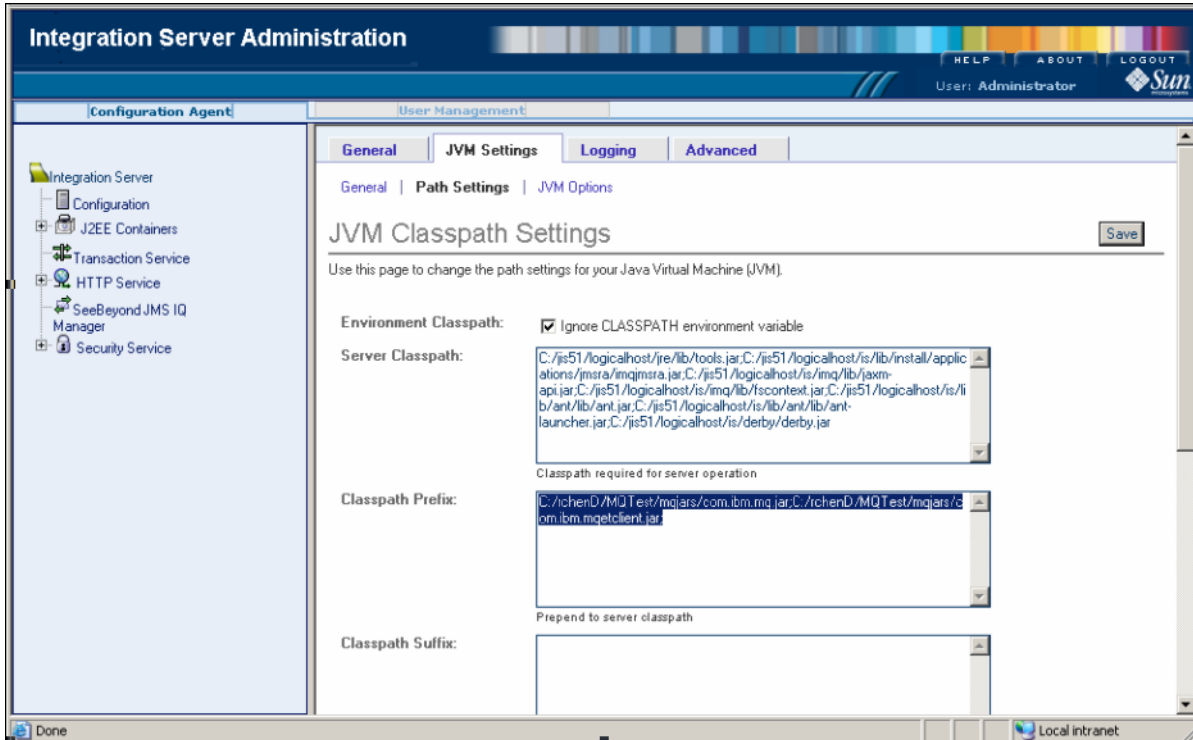 Integration Server Administration
HELP
ABOUT
LOGOUT
User: Administrator
Sun
microsystems
Configuration Agent
User Management
Integration Server
Configuration
J2EE Containers
Transaction Service
HTTP Service
SeeBeyond JMS IQ
Manager
Security Service
General
JVM Settings
Logging
Advanced
General | Path Settings | JVM Options
JVM Classpath Settings
Save
Use this page to change the path settings for your Java Virtual Machine (JVM).
Environment Classpath:
Ignore CLASSPATH environment variable
Server Classpath:
C:/jis51/logicalhost/jre/lib/tools.jar;C:/jis51/logicalhost/is/lib/install/applic
ations/jmsra/imqjmsra.jar;C:/jis51/logicalhost/is/imq/lib/jaxm-
api.jar;C:/jis51/logicalhost/is/imq/lib/fscontext.jar;C:/jis51/logicalhost/is/li
b/ant/lib/ant.jar;C:/jis51/logicalhost/is/lib/ant/lib/ant-
launcher.jar;C:/jis51/logicalhost/is/derby/derby.jar
Classpath required for server operation
Classpath Prefix:
C:/rchenD/MQTest/mqjars/com.ibm.mq.jar;C:/rchenD/MQTest/mqjars/c
om.ibm.mqetclient.jar;
Prepend to server classpath
Classpath Suffix:
Done
Local intranet